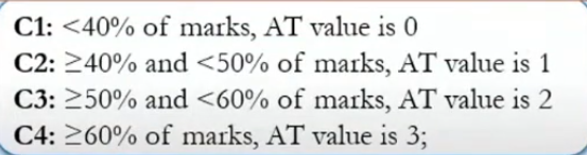 C1: <40% of marks, AT value is 0
C2: ≥40% and <50% of marks, AT value is 1
C3: ≥50% and <60% of marks, AT value is 2
C4: ≥60% of marks, AT value is 3;